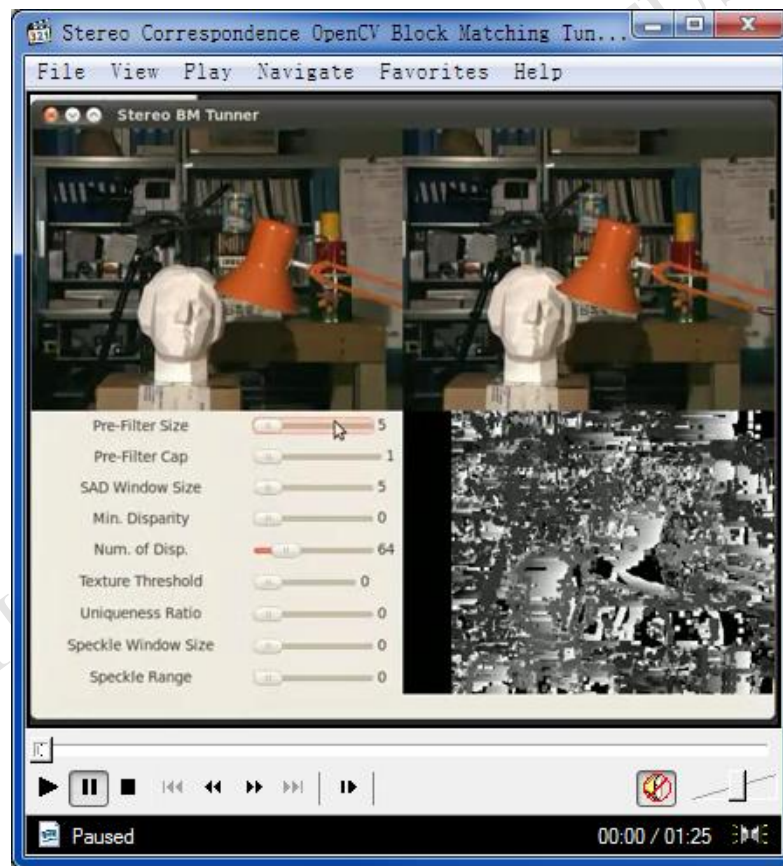 Stereo Correspondence OpenCV Block Matching Tun...
File View Play Navigate Favorites Help
Stereo BM Tunner
Pre-Filter Size 5
Pre-Filter Cap 1
SAD Window Size 5
Min. Disparity 0
Num. of Disp. 64
Texture Threshold 0
Uniqueness Ratio 0
Speckle Window Size 0
Speckle Range 0
Paused 00:00 / 01:25